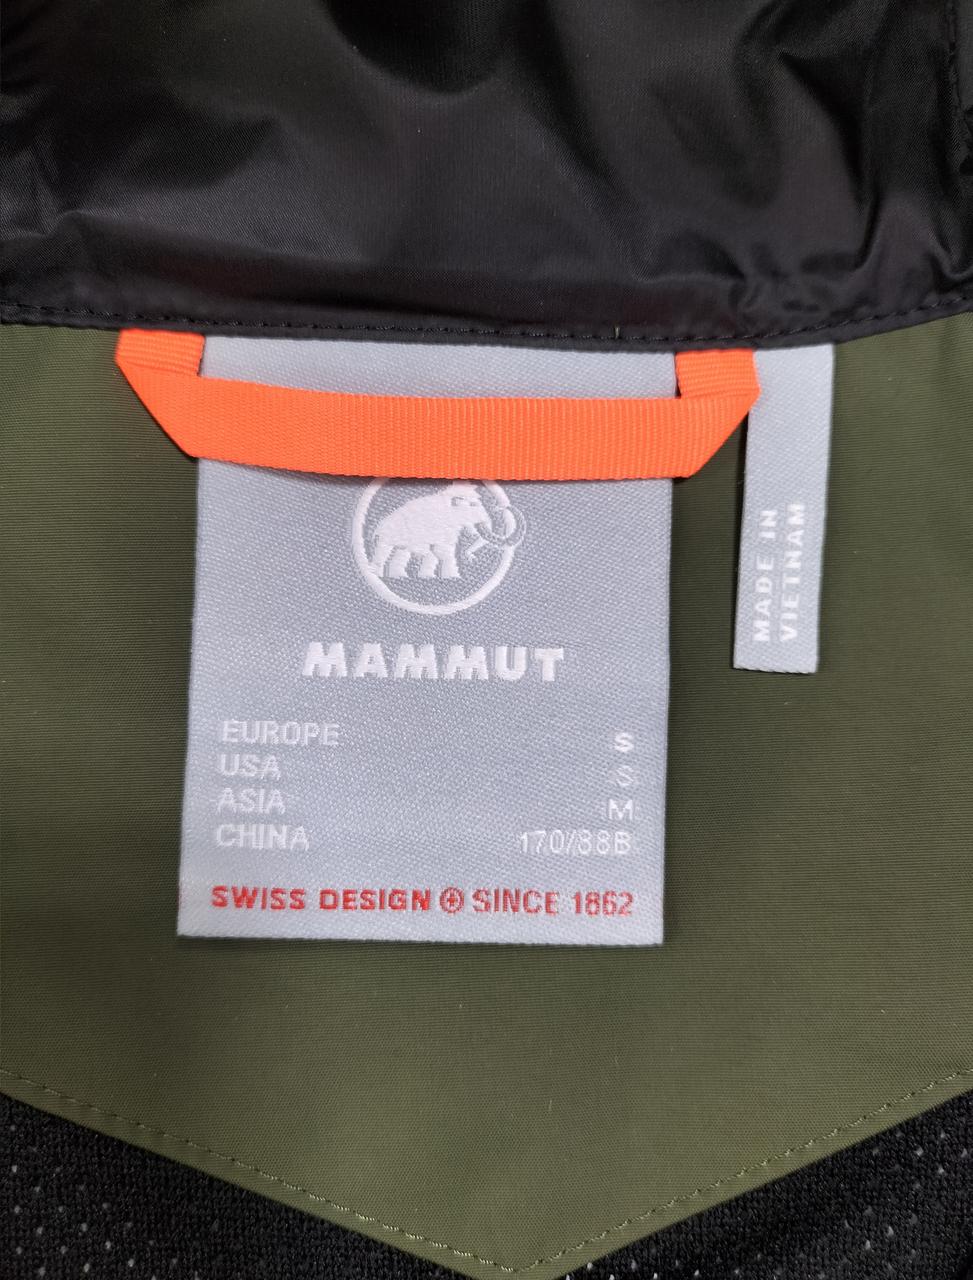 MAMMUT
EUROPE S
USA S
ASIA M
CHINA 170/88B
SWISS DESIGN SINCE 1862
MADE IN
VIETNAM